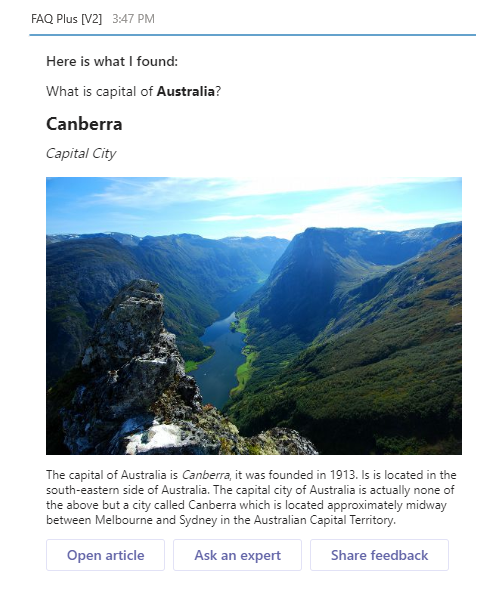 FAQ Plus [V2] 3:47 PM
Here is what I found:
What is capital of Australia?
Canberra
Capital City
The capital of Australia is Canberra, it was founded in 1913. Is is located in the
south-eastern side of Australia. The capital city of Australia is actually none of
the above but a city called Canberra which is located approximately midway
between Melbourne and Sydney in the Australian Capital Territory.
Open article
Ask an expert
Share feedback